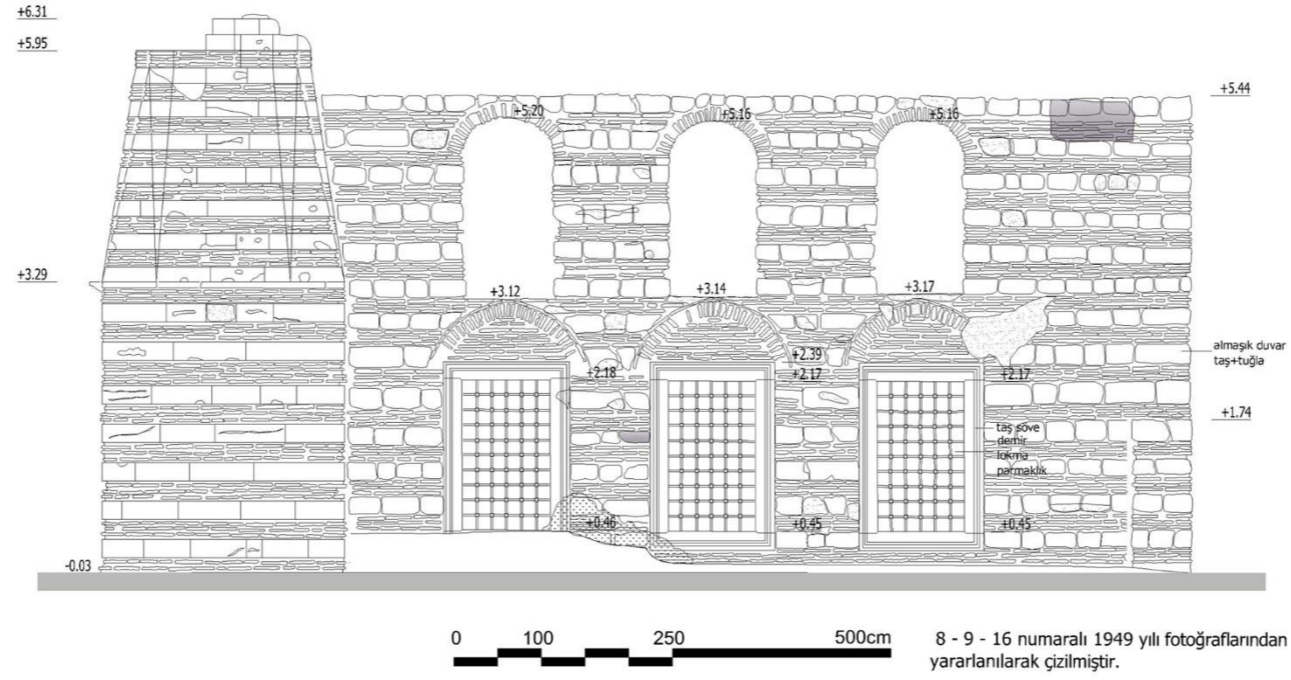 +6.31
+5.95
+5.44
+5.20
+5.16
+5.16
+3.29
+3.12
+3.14
+3.17
+2.39
+2.18
+2.17
+2.17
almaşık duvar
taş+tuğla
+1.74
taş söve
demir
lokma
parmaklık
+0.46
+0.45
+0.45
-0.03
0 100 250 500cm
8 - 9 - 16 numaralı 1949 yılı fotoğraflarından
yararlanılarak çizilmiştir.